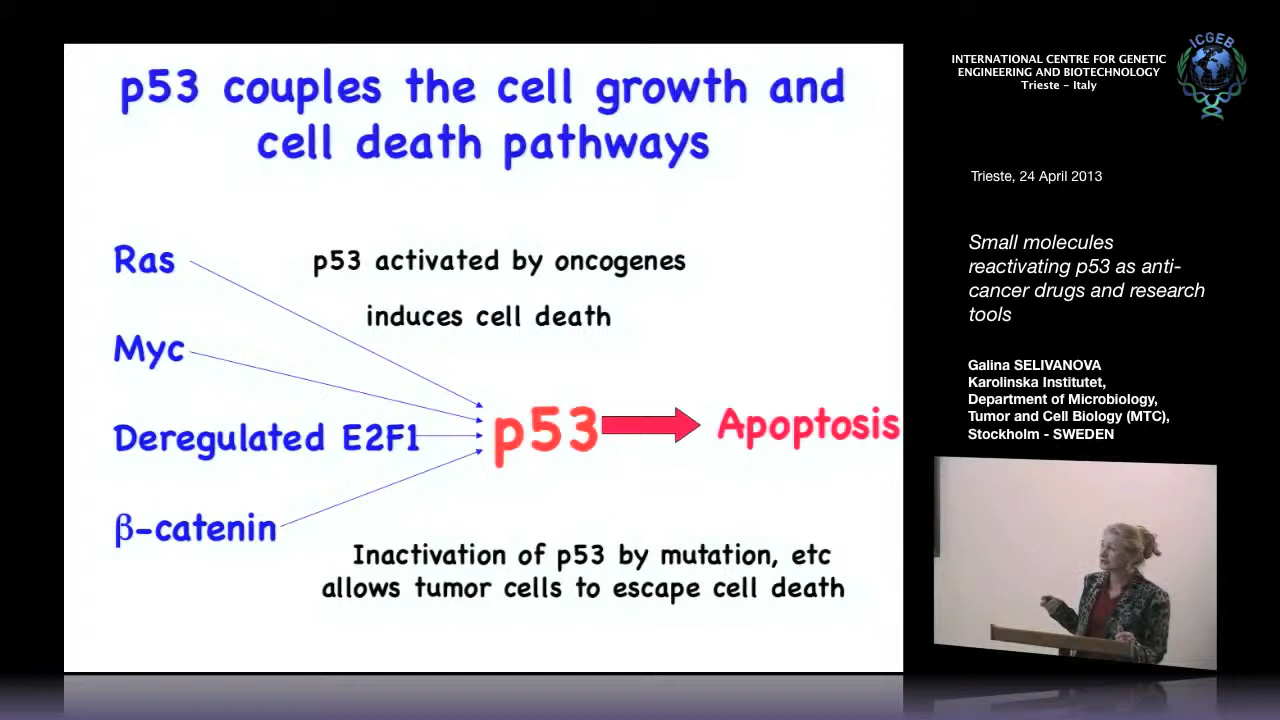 p53 couples the cell growth and
cell death pathways
Ras
p53 activated by oncogenes
induces cell death
Myc
Deregulated E2F1
p53
Apoptosis
β-catenin
Inactivation of p53 by mutation, etc
allows tumor cells to escape cell death
INTERNATIONAL CENTRE FOR GENETIC
ENGINEERING AND BIOTECHNOLOGY
Trieste - Italy
ICGEB
Trieste, 24 April 2013
Small molecules
reactivating p53 as anti-
cancer drugs and research
tools
Galina SELIVANOVA
Karolinska Institutet,
Department of Microbiology,
Tumor and Cell Biology (MTC),
Stockholm - SWEDEN